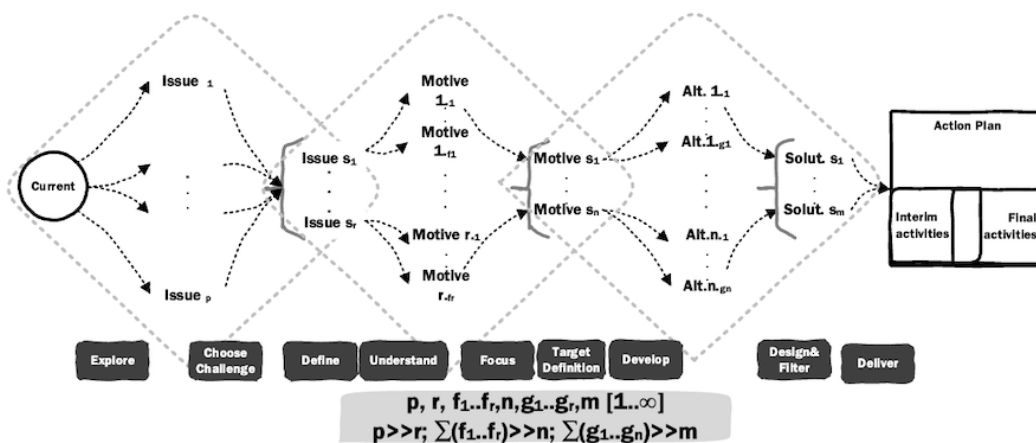 Issue 1
Motive
1.1
Alt. 1.1
Motive
1.f1
Alt. 1.g1
Action Plan
Current
Issue s1
Motive s1
Solut. s1
Issue sr
Motive sn
Solut. sm
Motive r.1
Alt.n.1
Interim
activities
Final
activities
Motive
r.fr
Alt.n.gn
Issue p
Explore
Choose
Challenge
Define
Understand
Focus
Target
Definition
Develop
Design&
Filter
Deliver
p, r, f1..fr,n,g1..gr,m [1..∞]
p>>r; ∑(f1..fr)>>n; ∑(g1..gn)>>m